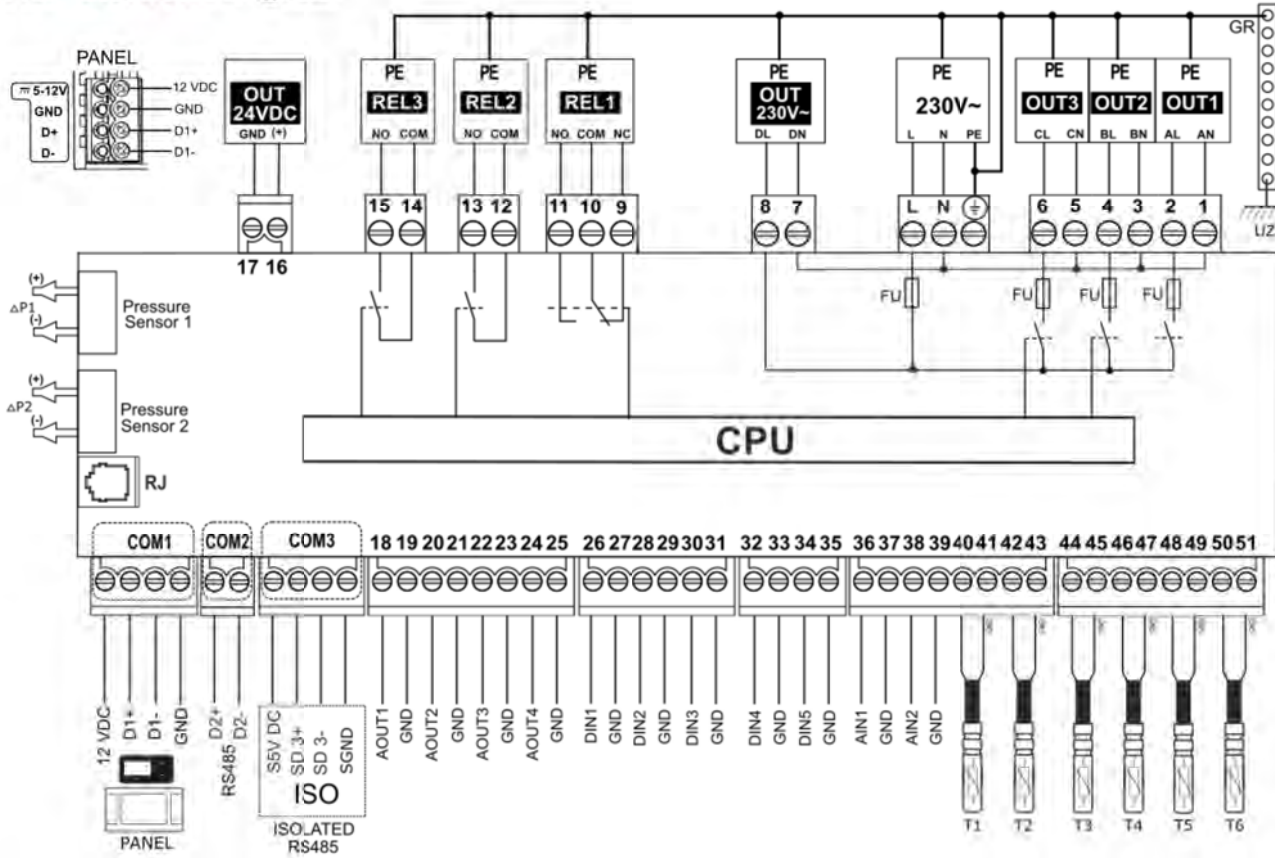 PANEL
5-12V
GND
D+
D-
12 VDC
GND
D1+
D1-
OUT
24VDC
GND (+)
17 16
PE
REL3
NO COM
15 14
PE
REL2
NO COM
13 12
PE
REL1
NO COM NC
11 10 9
PE
OUT
230V~
DL DN
8 7
PE
230V~
L N PE
L N
PE PE PE
OUT3 OUT2 OUT1
CL CN BL BN AL AN
6 5 4 3 2 1
GR
UZ
FU FU FU FU
(+)
△P1
(-)
Pressure
Sensor 1
(+)
△P2
(-)
Pressure
Sensor 2
RJ
CPU
COM1 COM2 COM3 18 19 20 21 22 23 24 25 26 27 28 29 30 31 32 33 34 35 36 37 38 39 40 41 42 43 44 45 46 47 48 49 50 51
12 VDC
D1+
D1-
GND
D2+
D2-
RS485
S5V DC
SD.3+
SD 3-
SGND
ISO
ISOLATED
RS485
PANEL
AOUT1
GND
AOUT2
GND
AOUT3
GND
AOUT4
GND
DIN1
GND
DIN2
GND
DIN3
GND
DIN4
GND
DIN5
GND
AIN1
GND
AIN2
GND
T1 T2 T3 T4 T5 T6